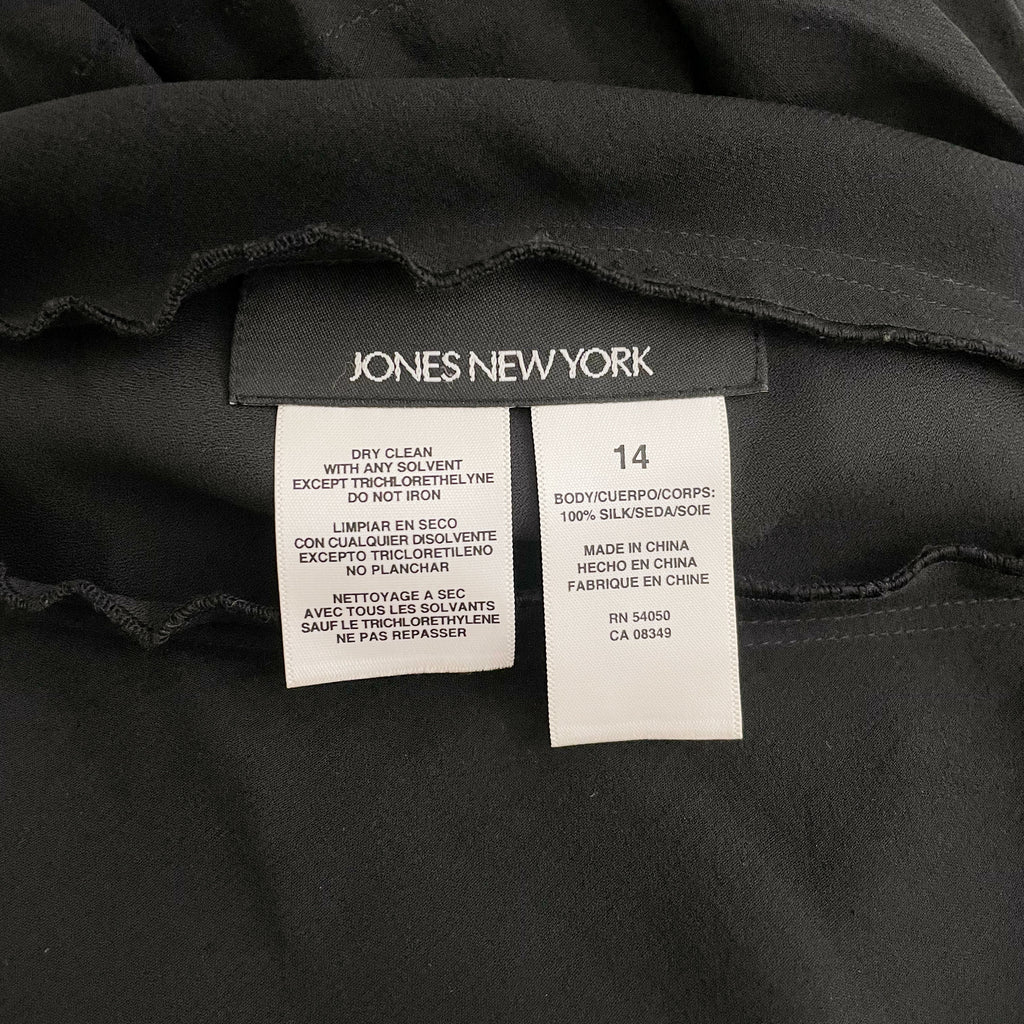 JONES NEW YORK
DRY CLEAN
WITH ANY SOLVENT
EXCEPT TRICHLORETHELYNE
DO NOT IRON
LIMPIAR EN SECO
CON CUALQUIER DISOLVENTE
EXCEPTO TRICLORETILENO
NO PLANCHAR
NETTOYAGE A SEC
AVEC TOUS LES SOLVANTS
SAUF LE TRICHLORETHYLENE
NE PAS REPASSER
14
BODY/CUERPO/CORPS:
100% SILK/SEDA/SOIE
MADE IN CHINA
HECHO EN CHINA
FABRIQUE EN CHINE
RN 54050
CA 08349